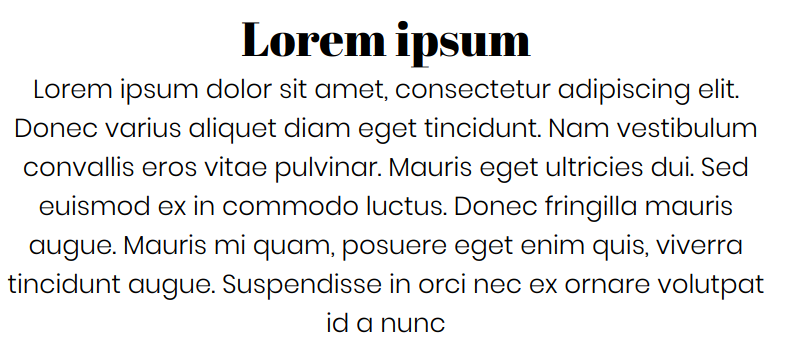 Lorem ipsum
Lorem ipsum dolor sit amet, consectetur adipiscing elit.
Donec varius aliquet diam eget tincidunt. Nam vestibulum
convallis eros vitae pulvinar. Mauris eget ultricies dui. Sed
euismod ex in commodo luctus. Donec fringilla mauris
augue. Mauris mi quam, posuere eget enim quis, viverra
tincidunt augue. Suspendisse in orci nec ex ornare volutpat
id a nunc